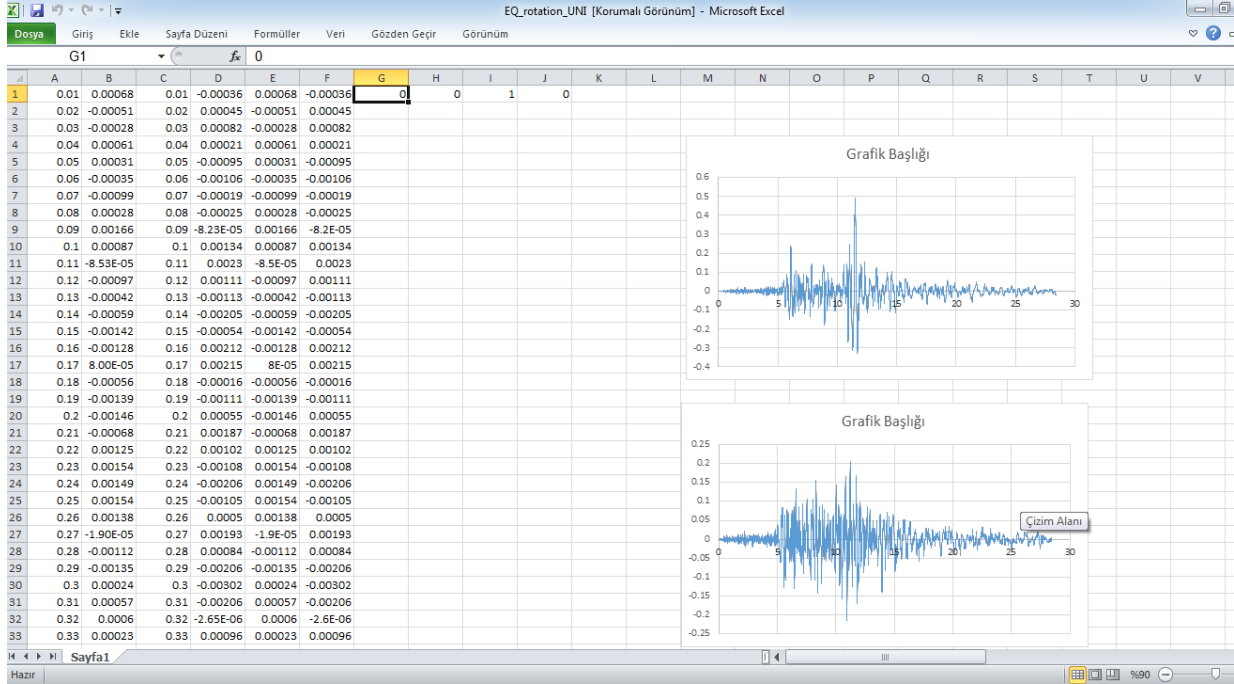 EQ_rotation_UNI [Korumalı Görünüm] - Microsoft Excel
Dosya Giriş Ekle Sayfa Düzeni Formüller Veri Gözden Geçir Görünüm
G1 fx 0
A B C D E F G H I J K L M N O P Q R S T U V
1 0.01 0.00068 0.01 -0.00036 0.00068 -0.00036 0 0 1 0
2 0.02 -0.00051 0.02 0.00045 -0.00051 0.00045
3 0.03 -0.00028 0.03 0.00082 -0.00028 0.00082
4 0.04 0.00061 0.04 0.00021 0.00061 0.00021
5 0.05 0.00031 0.05 -0.00095 0.00031 -0.00095
6 0.06 -0.00035 0.06 -0.00106 -0.00035 -0.00106
7 0.07 -0.00099 0.07 -0.00019 -0.00099 -0.00019
8 0.08 0.00028 0.08 -0.00025 0.00028 -0.00025
9 0.09 0.00166 0.09 -8.23E-05 0.00166 -8.2E-05
10 0.1 0.00087 0.1 0.00134 0.00087 0.00134
11 0.11 -8.53E-05 0.11 0.0023 -8.5E-05 0.0023
12 0.12 -0.00097 0.12 0.00111 -0.00097 0.00111
13 0.13 -0.00042 0.13 -0.00113 -0.00042 -0.00113
14 0.14 -0.00059 0.14 -0.00205 -0.00059 -0.00205
15 0.15 -0.00142 0.15 -0.00054 -0.00142 -0.00054
16 0.16 -0.00128 0.16 0.00212 -0.00128 0.00212
17 0.17 8.00E-05 0.17 0.00215 8E-05 0.00215
18 0.18 -0.00056 0.18 -0.00016 -0.00056 -0.00016
19 0.19 -0.00139 0.19 -0.00111 -0.00139 -0.00111
20 0.2 -0.00146 0.2 0.00055 -0.00146 0.00055
21 0.21 -0.00068 0.21 0.00187 -0.00068 0.00187
22 0.22 0.00125 0.22 0.00102 0.00125 0.00102
23 0.23 0.00154 0.23 -0.00108 0.00154 -0.00108
24 0.24 0.00149 0.24 -0.00206 0.00149 -0.00206
25 0.25 0.00154 0.25 -0.00105 0.00154 -0.00105
26 0.26 0.00138 0.26 0.0005 0.00138 0.0005
27 0.27 -1.90E-05 0.27 0.00193 -1.9E-05 0.00193
28 0.28 -0.00112 0.28 0.00084 -0.00112 0.00084
29 0.29 -0.00135 0.29 -0.00206 -0.00135 -0.00206
30 0.3 0.00024 0.3 -0.00302 0.00024 -0.00302
31 0.31 0.00057 0.31 -0.00206 0.00057 -0.00206
32 0.32 0.0006 0.32 -2.65E-06 0.0006 -2.6E-06
33 0.33 0.00023 0.33 0.00096 0.00023 0.00096
Grafik Başlığı
0.6
0.5
0.4
0.3
0.2
0.1
0
0 5 10 15 20 25 30
-0.1
-0.2
-0.3
-0.4
Grafik Başlığı
0.25
0.2
0.15
0.1
0.05
Çizim Alanı
0
0 5 10 15 20 25 30
-0.05
-0.1
-0.15
-0.2
-0.25
Sayfa1
Hazır %90